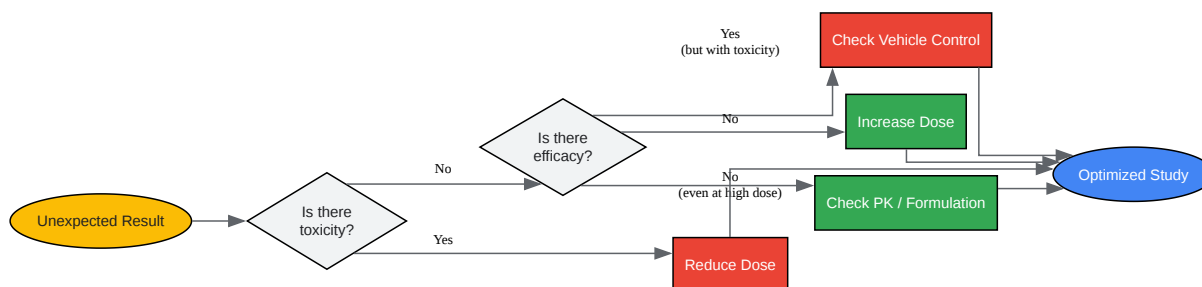 Unexpected Result
Is there
toxicity?
No
Yes
Is there
efficacy?
Yes
(but with toxicity)
No
No
(even at high dose)
Check Vehicle Control
Increase Dose
Check PK / Formulation
Reduce Dose
Optimized Study